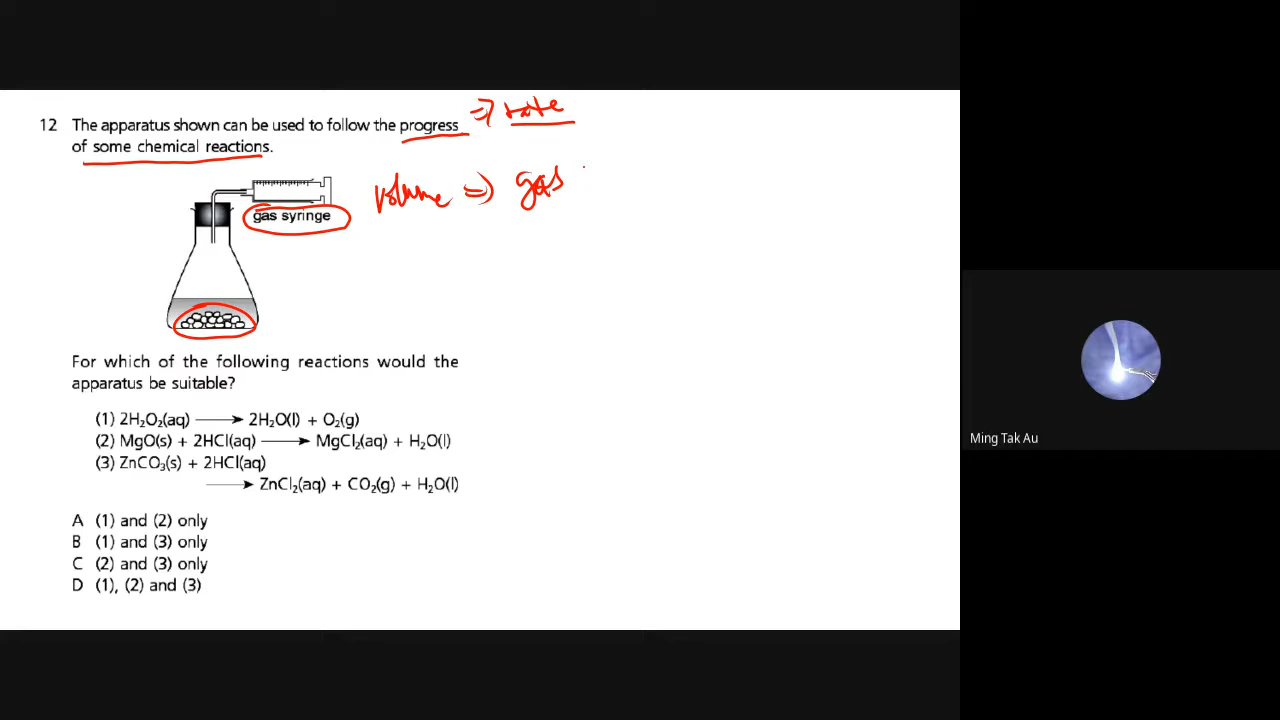 12 The apparatus shown can be used to follow the progress ⇒ rate
of some chemical reactions.
volume ⇒ gas
gas syringe
For which of the following reactions would the
apparatus be suitable?
(1) 2H₂O₂(aq) ⟶ 2H₂O(l) + O₂(g)
(2) MgO(s) + 2HCl(aq) ⟶ MgCl₂(aq) + H₂O(l)
(3) ZnCO₃(s) + 2HCl(aq)
⟶ ZnCl₂(aq) + CO₂(g) + H₂O(l)
A (1) and (2) only
B (1) and (3) only
C (2) and (3) only
D (1), (2) and (3)
Ming Tak Au